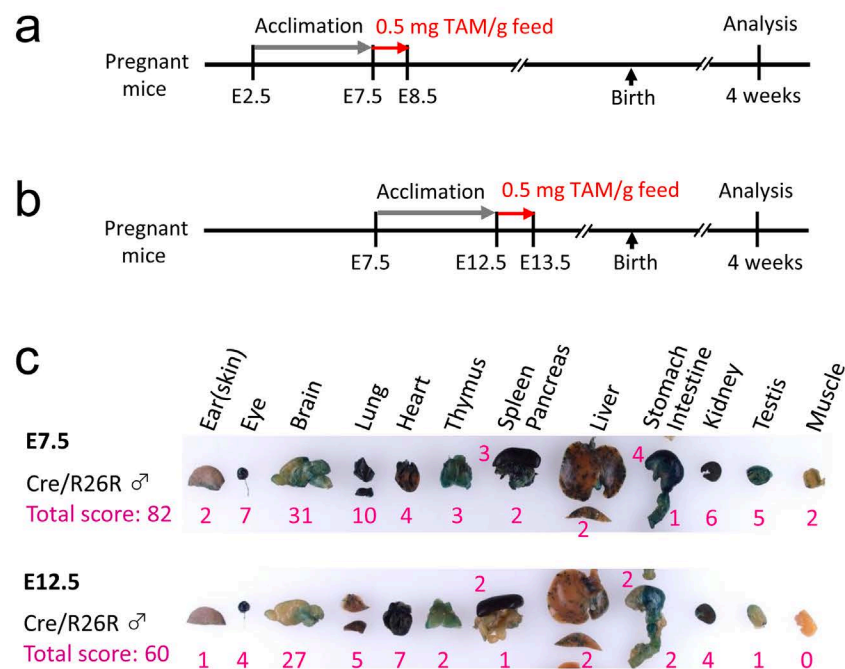 a
Acclimation 0.5 mg TAM/g feed Analysis
Pregnant
mice
E2.5 E7.5 E8.5 Birth 4 weeks
b
Acclimation 0.5 mg TAM/g feed Analysis
Pregnant
mice
E7.5 E12.5 E13.5 Birth 4 weeks
c
Ear(skin) Eye Brain Lung Heart Thymus Spleen Pancreas Liver Stomach Intestine Kidney Testis Muscle
E7.5
3 4
Cre/R26R ♂
Total score: 82 2 7 31 10 4 3 2 2 1 6 5 2
E12.5
2 2
Cre/R26R ♂
Total score: 60 1 4 27 5 7 2 1 2 2 4 1 0